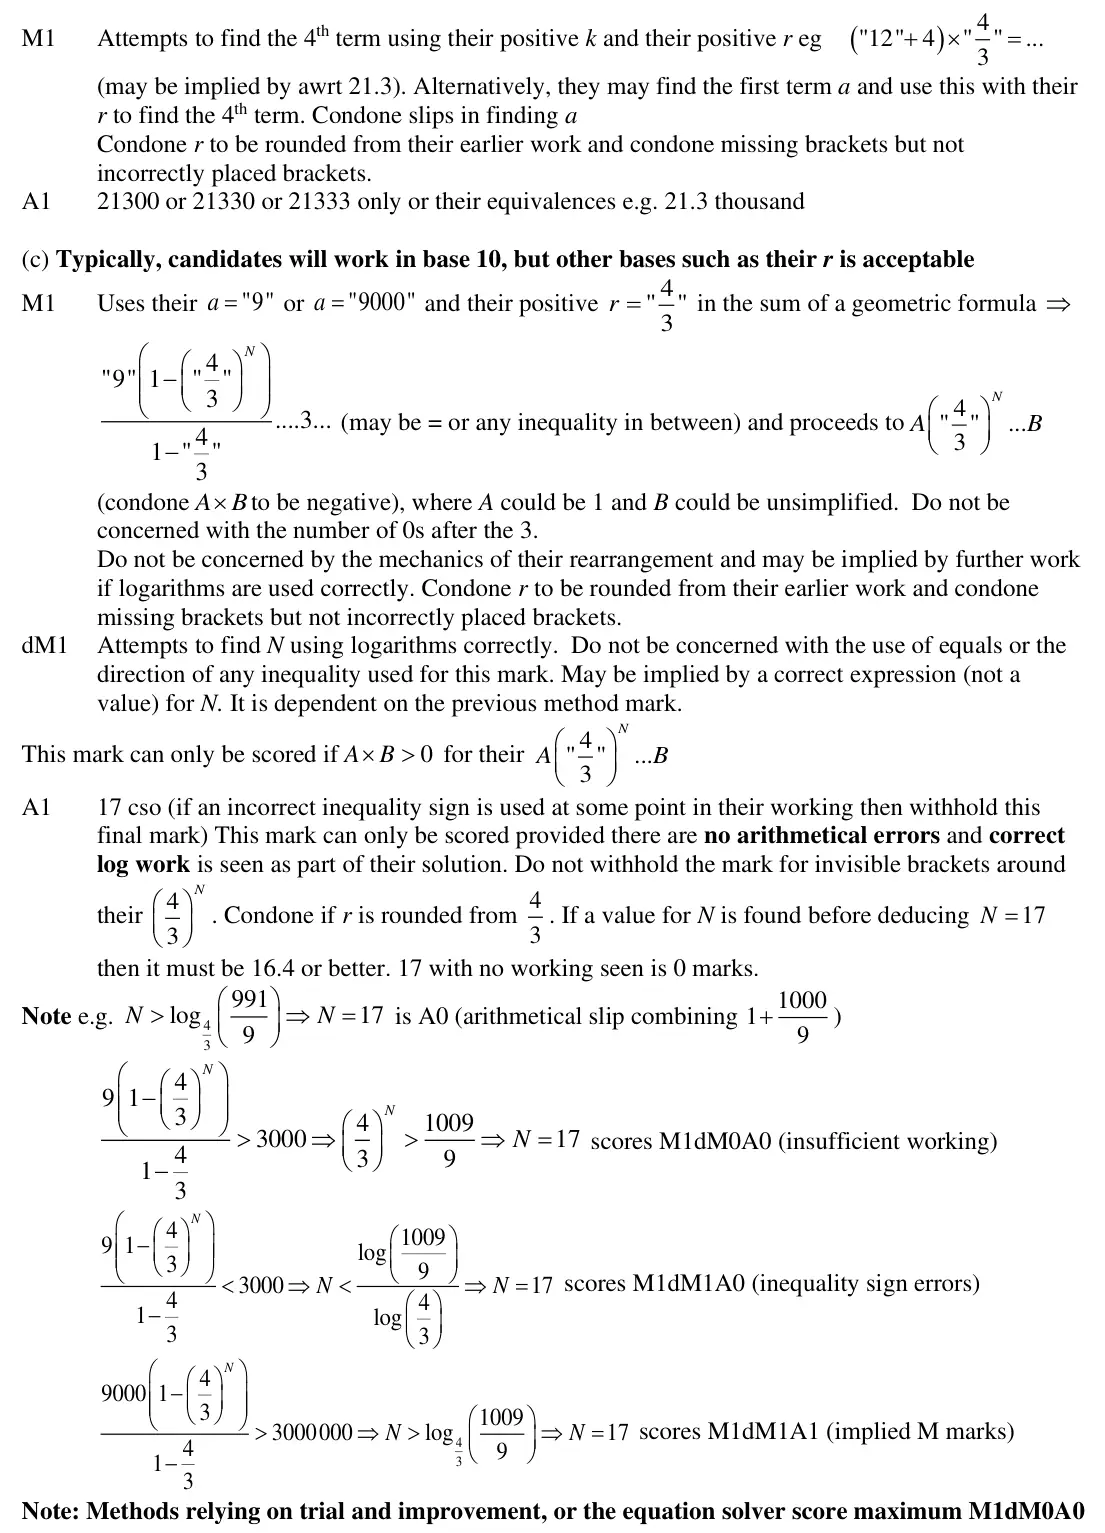 M1 Attempts to find the 4th term using their positive k and their positive r eg ("12"+4)×"4/3"=...
(may be implied by awrt 21.3). Alternatively, they may find the first term a and use this with their
r to find the 4th term. Condone slips in finding a
Condone r to be rounded from their earlier work and condone missing brackets but not
incorrectly placed brackets.
A1 21300 or 21330 or 21333 only or their equivalences e.g. 21.3 thousand
(c) Typically, candidates will work in base 10, but other bases such as their r is acceptable
M1 Uses their a = "9" or a = "9000" and their positive r = "4/3" in the sum of a geometric formula ⇒
"9"(1−("4/3")^N)/(1−"4/3")....3... (may be = or any inequality in between) and proceeds to A("4/3")^N ...B
(condone A×B to be negative), where A could be 1 and B could be unsimplified. Do not be
concerned with the number of 0s after the 3.
Do not be concerned by the mechanics of their rearrangement and may be implied by further work
if logarithms are used correctly. Condone r to be rounded from their earlier work and condone
missing brackets but not incorrectly placed brackets.
dM1 Attempts to find N using logarithms correctly. Do not be concerned with the use of equals or the
direction of any inequality used for this mark. May be implied by a correct expression (not a
value) for N. It is dependent on the previous method mark.
This mark can only be scored if A×B > 0 for their A("4/3")^N ...B
A1 17 cso (if an incorrect inequality sign is used at some point in their working then withhold this
final mark) This mark can only be scored provided there are no arithmetical errors and correct
log work is seen as part of their solution. Do not withhold the mark for invisible brackets around
their (4/3)^N. Condone if r is rounded from 4/3. If a value for N is found before deducing N = 17
then it must be 16.4 or better. 17 with no working seen is 0 marks.
Note e.g. N > log_(4/3)(991/9) ⇒ N = 17 is A0 (arithmetical slip combining 1+1000/9)
9(1−(4/3)^N)/(1−4/3) > 3000 ⇒ (4/3)^N > 1009/9 ⇒ N = 17 scores M1dM0A0 (insufficient working)
9(1−(4/3)^N)/(1−4/3) < 3000 ⇒ N < log(1009/9)/log(4/3) ⇒ N = 17 scores M1dM1A0 (inequality sign errors)
9000(1−(4/3)^N)/(1−4/3) > 3000000 ⇒ N > log_(4/3)(1009/9) ⇒ N = 17 scores M1dM1A1 (implied M marks)
Note: Methods relying on trial and improvement, or the equation solver score maximum M1dM0A0